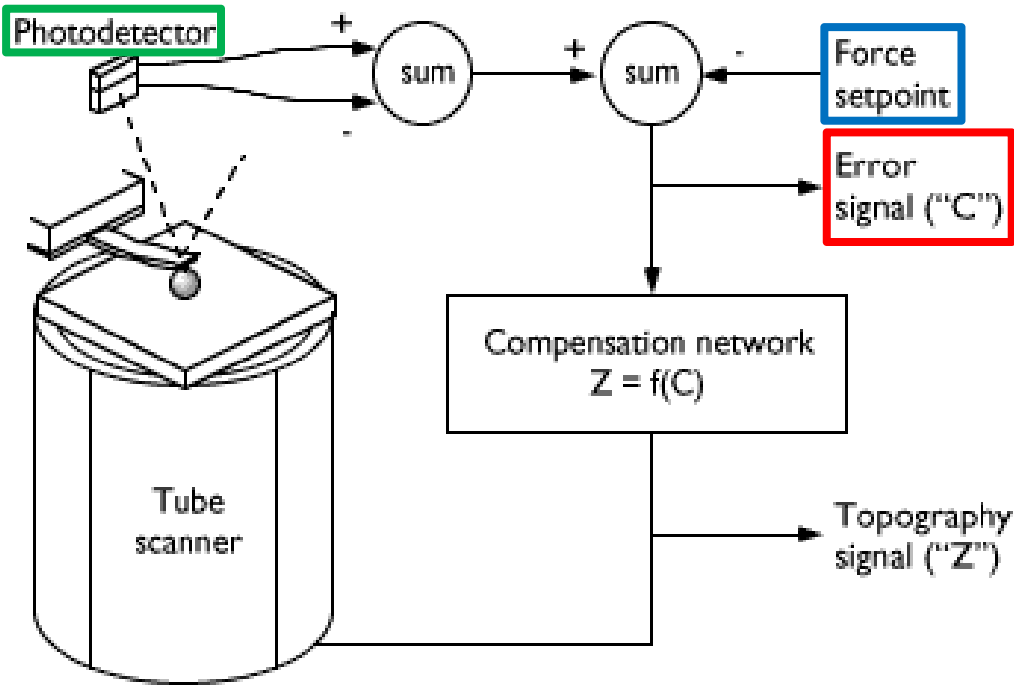 Photodetector
+
-
sum
+
sum
-
Force
setpoint
Error
signal ("C")
Compensation network
Z = f(C)
Tube
scanner
Topography
signal ("Z")